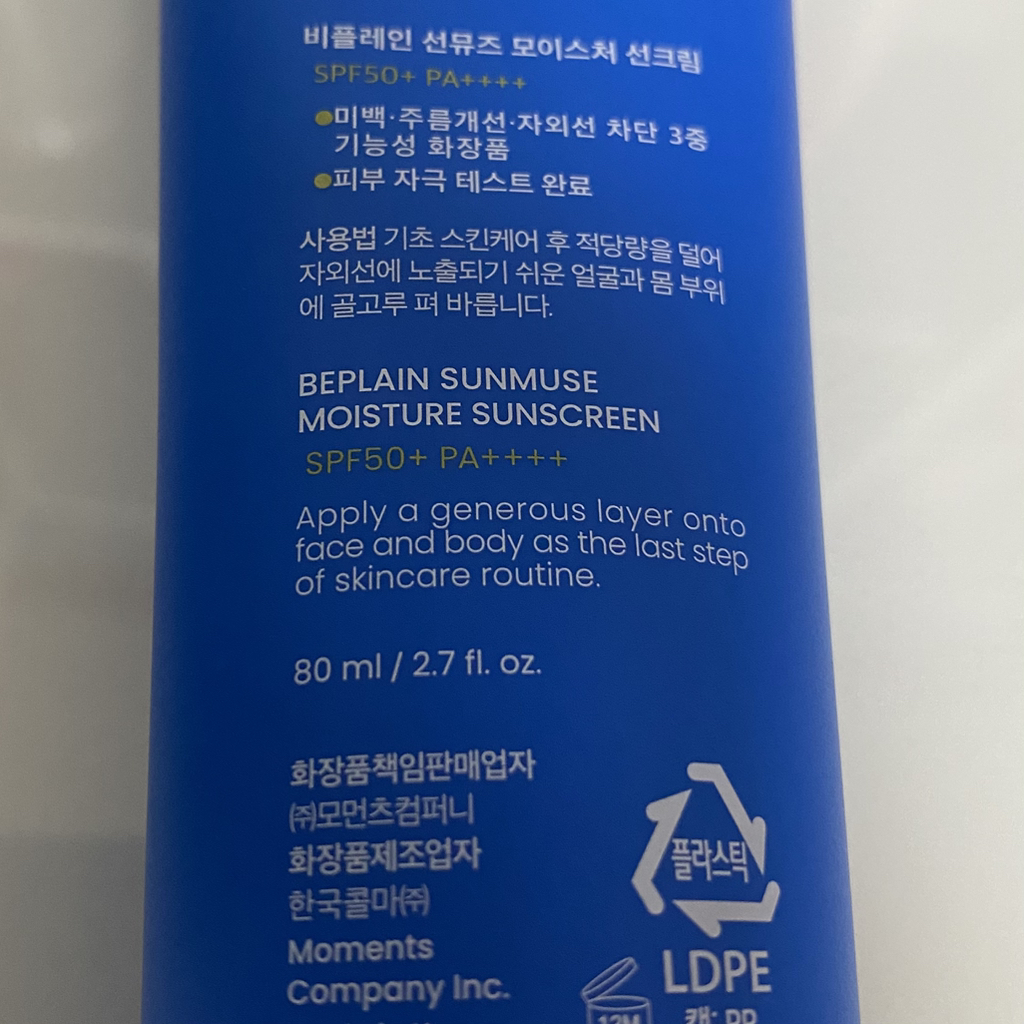 비플레인 선뮤즈 모이스처 선크림
SPF50+ PA++++
●미백·주름개선·자외선 차단 3중
기능성 화장품
●피부 자극 테스트 완료
사용법 기초 스킨케어 후 적당량을 덜어
자외선에 노출되기 쉬운 얼굴과 몸 부위
에 골고루 펴 바릅니다.
BEPLAIN SUNMUSE
MOISTURE SUNSCREEN
SPF50+ PA++++
Apply a generous layer onto
face and body as the last step
of skincare routine.
80 ml / 2.7 fl. oz.
화장품책임판매업자
㈜모먼츠컴퍼니
화장품제조업자
한국콜마㈜
Moments
Company Inc.
플라스틱
LDPE
캡: PP
12M